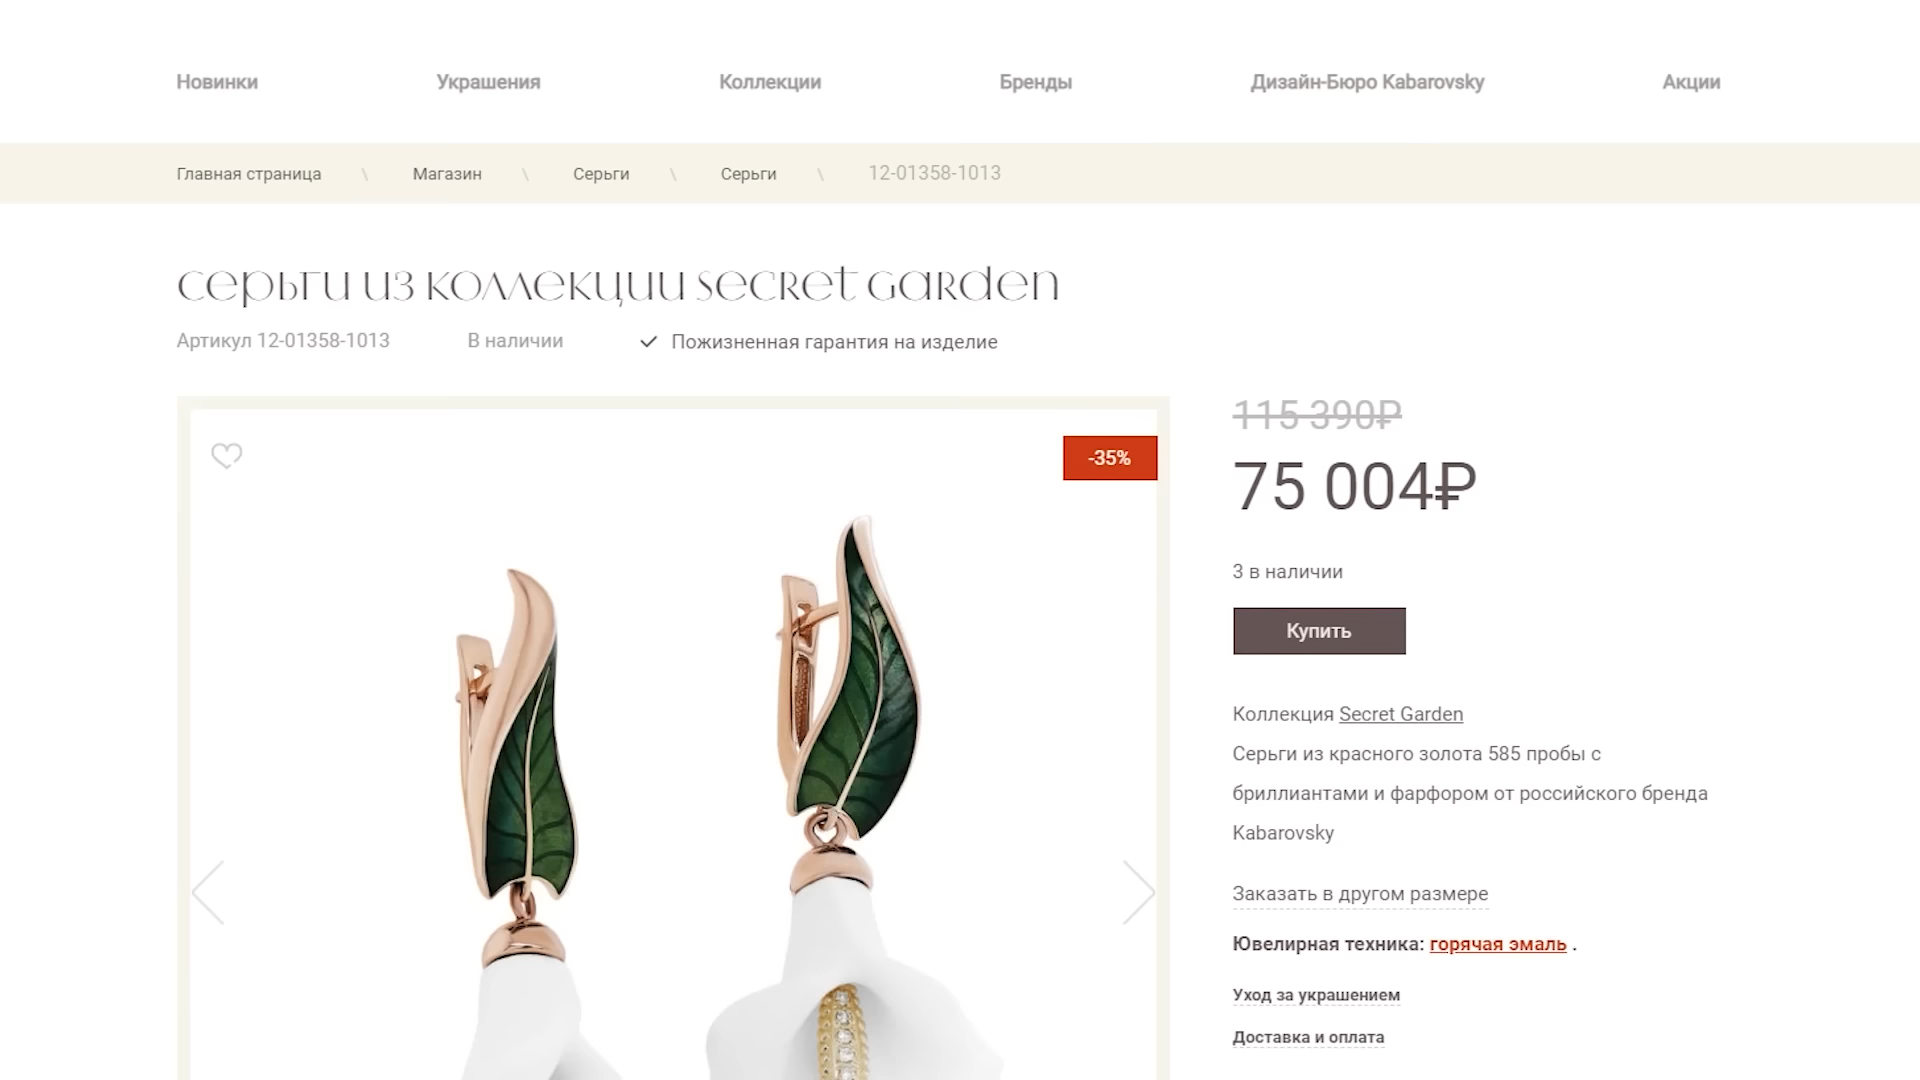 Новинки
Украшения
Коллекции
Бренды
Дизайн-Бюро Kabarovsky
Акции
Главная страница \ Магазин \ Серьги \ Серьги \ 12-01358-1013
серьги из коллекции secret garden
Артикул 12-01358-1013
В наличии
Пожизненная гарантия на изделие
-35%
115 390₽
75 004₽
3 в наличии
Купить
Коллекция Secret Garden
Серьги из красного золота 585 пробы с
бриллиантами и фарфором от российского бренда
Kabarovsky
Заказать в другом размере
Ювелирная техника: горячая эмаль .
Уход за украшением
Доставка и оплата